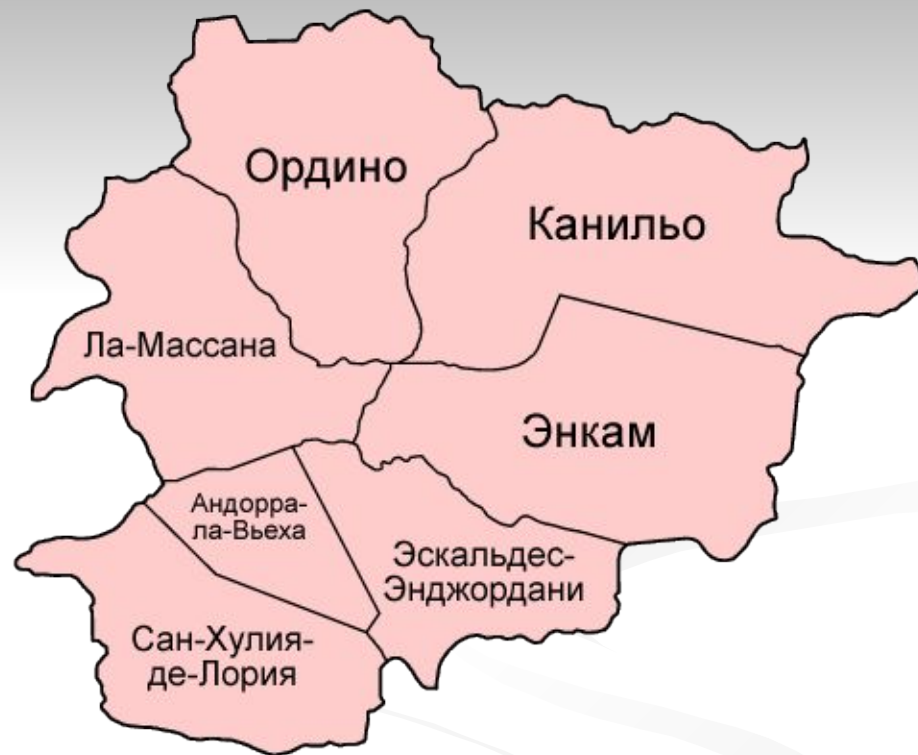 Ордино
Канильо
Ла-Массана
Энкам
Андорра-
ла-Вьеха
Эскальдес-
Энджордани
Сан-Хулия-
де-Лория